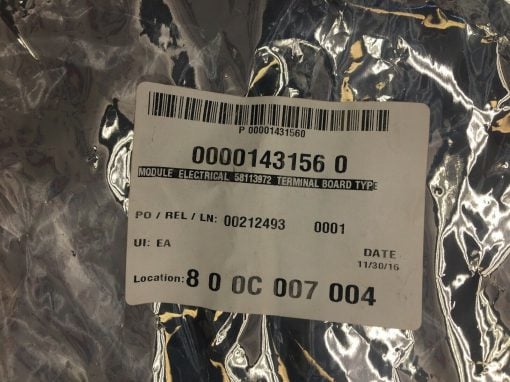 P 00001431560
0000143156 0
MODULE ELECTRICAL 58113972 TERMINAL BOARD TYPE
PO / REL / LN: 00212493 0001
UI: EA
DATE
11/30/16
Location: 8 0 0C 007 004